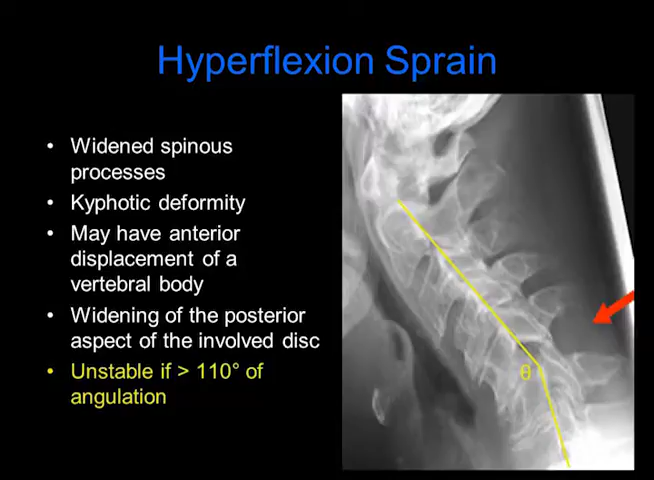 Hyperflexion Sprain
• Widened spinous
processes
• Kyphotic deformity
• May have anterior
displacement of a
vertebral body
• Widening of the posterior
aspect of the involved disc
• Unstable if > 110° of
angulation
θ